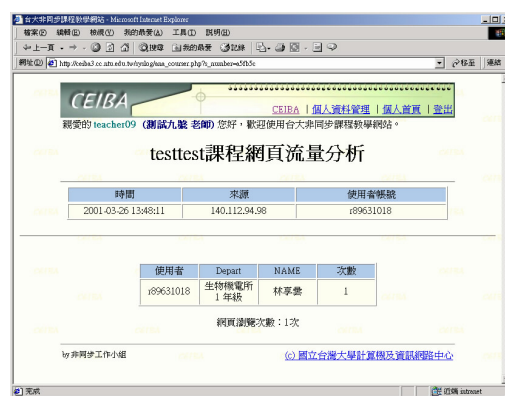 台大非同步課程教學網站 - Microsoft Internet Explorer
檔案(F) 編輯(E) 檢視(V) 我的最愛(A) 工具(T) 說明(H)
上一頁 搜尋 我的最愛 記錄
網址(D) http://ceiba3.cc.ntu.edu.tw/ 移至 連結
CEIBA
CEIBA | 個人資料管理 | 個人首頁 | 登出
親愛的 teacher09 (測試九號 老師) 您好，歡迎使用台大非同步課程教學網站。
testtest課程網頁流量分析
時間 來源 使用者帳號
2001-03-26 13:48:11 140.112.94.98 r89631018
使用者 Depart NAME 次數
r89631018 生物機電所 1 年級 林享曇 1
網頁瀏覽次數：1次
by 非同步工作小組 (c) 國立台灣大學計算機及資訊網路中心
完成 近端 intranet